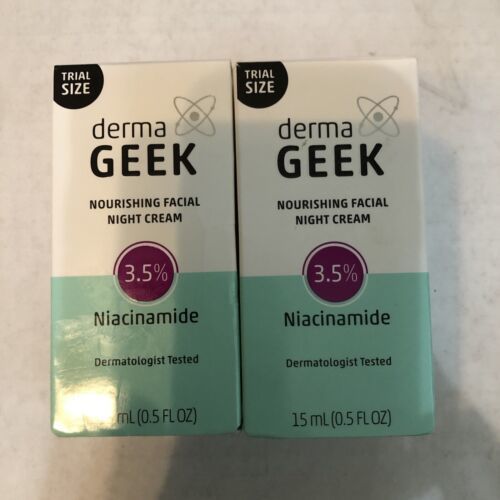 TRIAL
SIZE
derma
GEEK
NOURISHING FACIAL
NIGHT CREAM
3.5%
Niacinamide
Dermatologist Tested
mL (0.5 FL OZ)
TRIAL
SIZE
derma
GEEK
NOURISHING FACIAL
NIGHT CREAM
3.5%
Niacinamide
Dermatologist Tested
15 mL (0.5 FL OZ)